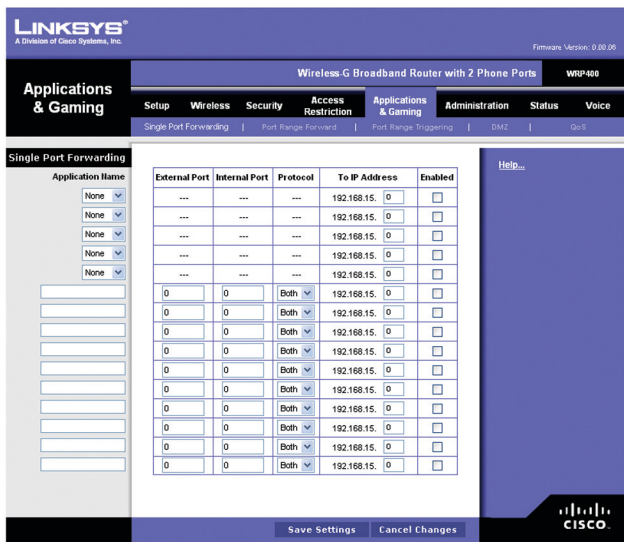 LINKSYS®
A Division of Cisco Systems, Inc.
Firmware Version: 0.00.06
Wireless-G Broadband Router with 2 Phone Ports WRP400
Applications & Gaming
Setup Wireless Security Access Restriction Applications & Gaming Administration Status Voice
Single Port Forwarding | Port Range Forward | Port Range Triggering | DMZ | QoS
Single Port Forwarding
Help...
Application Name External Port Internal Port Protocol To IP Address Enabled
None --- --- --- 192.168.15. 0
None --- --- --- 192.168.15. 0
None --- --- --- 192.168.15. 0
None --- --- --- 192.168.15. 0
None --- --- --- 192.168.15. 0
0 0 Both 192.168.15. 0
0 0 Both 192.168.15. 0
0 0 Both 192.168.15. 0
0 0 Both 192.168.15. 0
0 0 Both 192.168.15. 0
0 0 Both 192.168.15. 0
0 0 Both 192.168.15. 0
0 0 Both 192.168.15. 0
0 0 Both 192.168.15. 0
0 0 Both 192.168.15. 0
Save Settings Cancel Changes
CISCO.